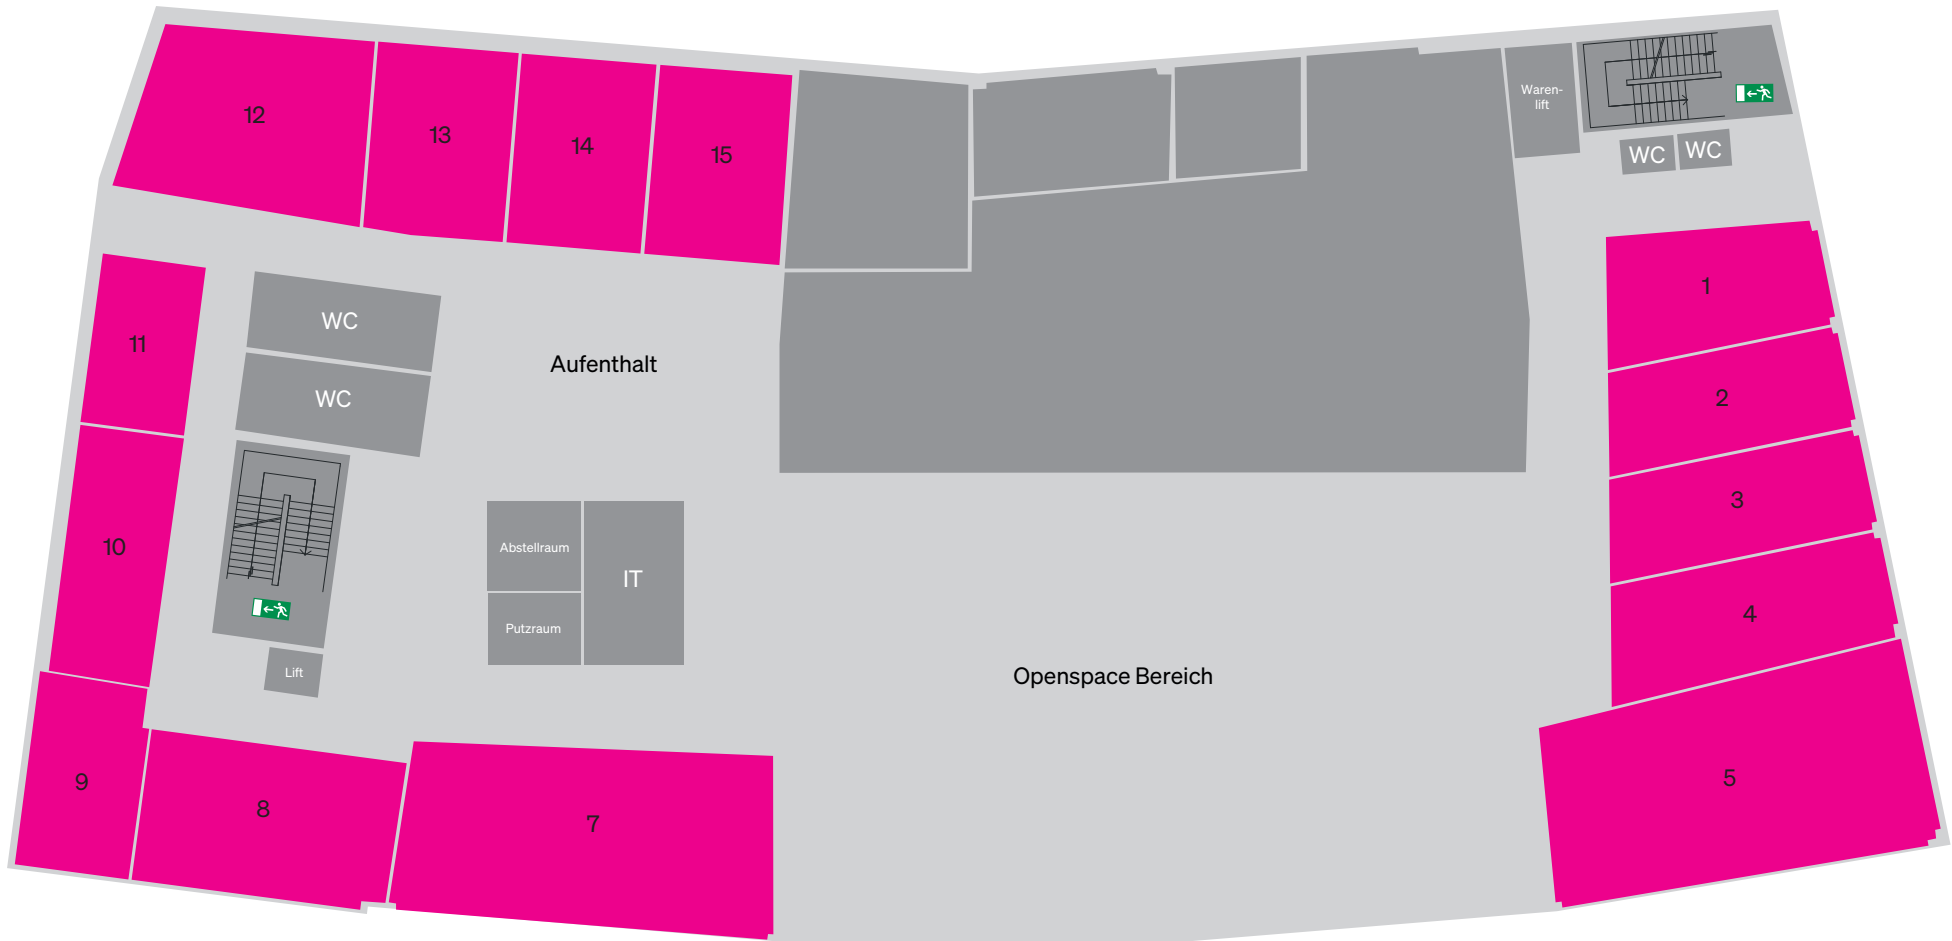 12
13
14
15
Waren-
lift
WC
WC
1
2
3
4
5
11
WC
WC
Aufenthalt
10
Abstellraum
IT
Putzraum
Lift
Openspace Bereich
9
8
7